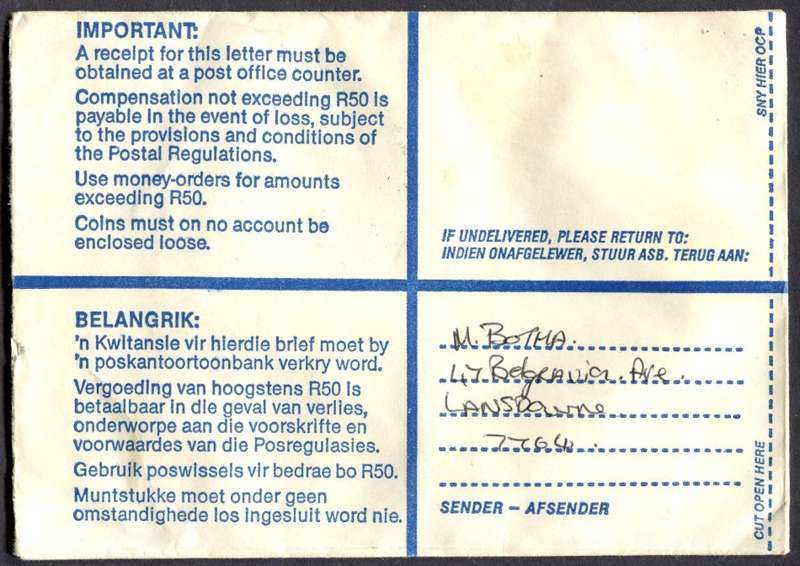 IMPORTANT:
A receipt for this letter must be
obtained at a post office counter.
Compensation not exceeding R50 is
payable in the event of loss, subject
to the provisions and conditions of
the Postal Regulations.
Use money-orders for amounts
exceeding R50.
Coins must on no account be
enclosed loose.
SNY HIER OOP
IF UNDELIVERED, PLEASE RETURN TO:
INDIEN ONAFGELEWER, STUUR ASB. TERUG AAN:
BELANGRIK:
'n Kwitansie vir hierdie brief moet by
'n poskantoortoonbank verkry word.
Vergoeding van hoogstens R50 is
betaalbaar in die geval van verlies,
onderworpe aan die voorskrifte en
voorwaardes van die Posregulasies.
Gebruik poswissels vir bedrae bo R50.
Muntstukke moet onder geen
omstandighede los ingesluit word nie.
M. BOTHA.
47 Belgravia Ave.
LANSDOWNE
7764.
SENDER – AFSENDER
CUT OPEN HERE